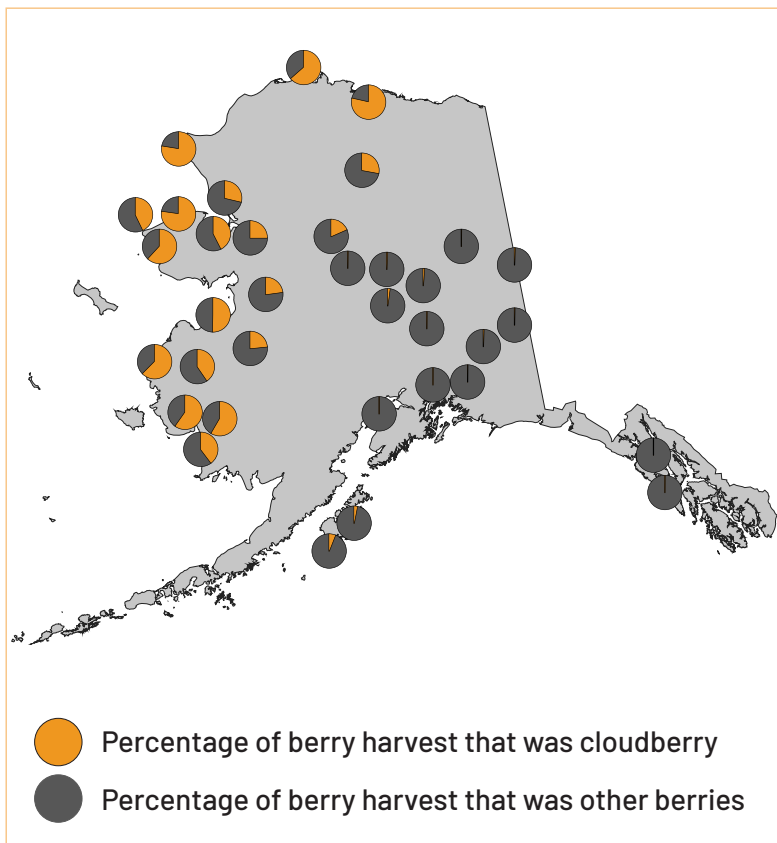 Percentage of berry harvest that was cloudberry
Percentage of berry harvest that was other berries